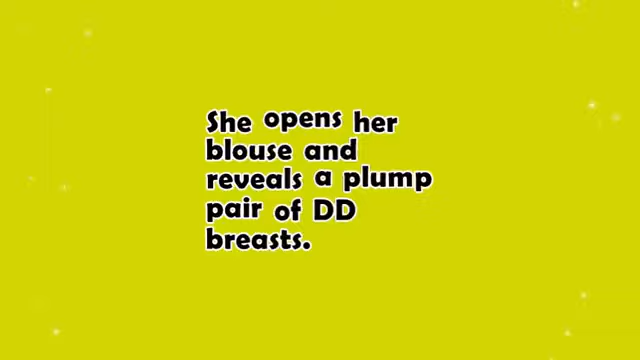 She opens her
blouse and
reveals a plump
pair of DD
breasts.